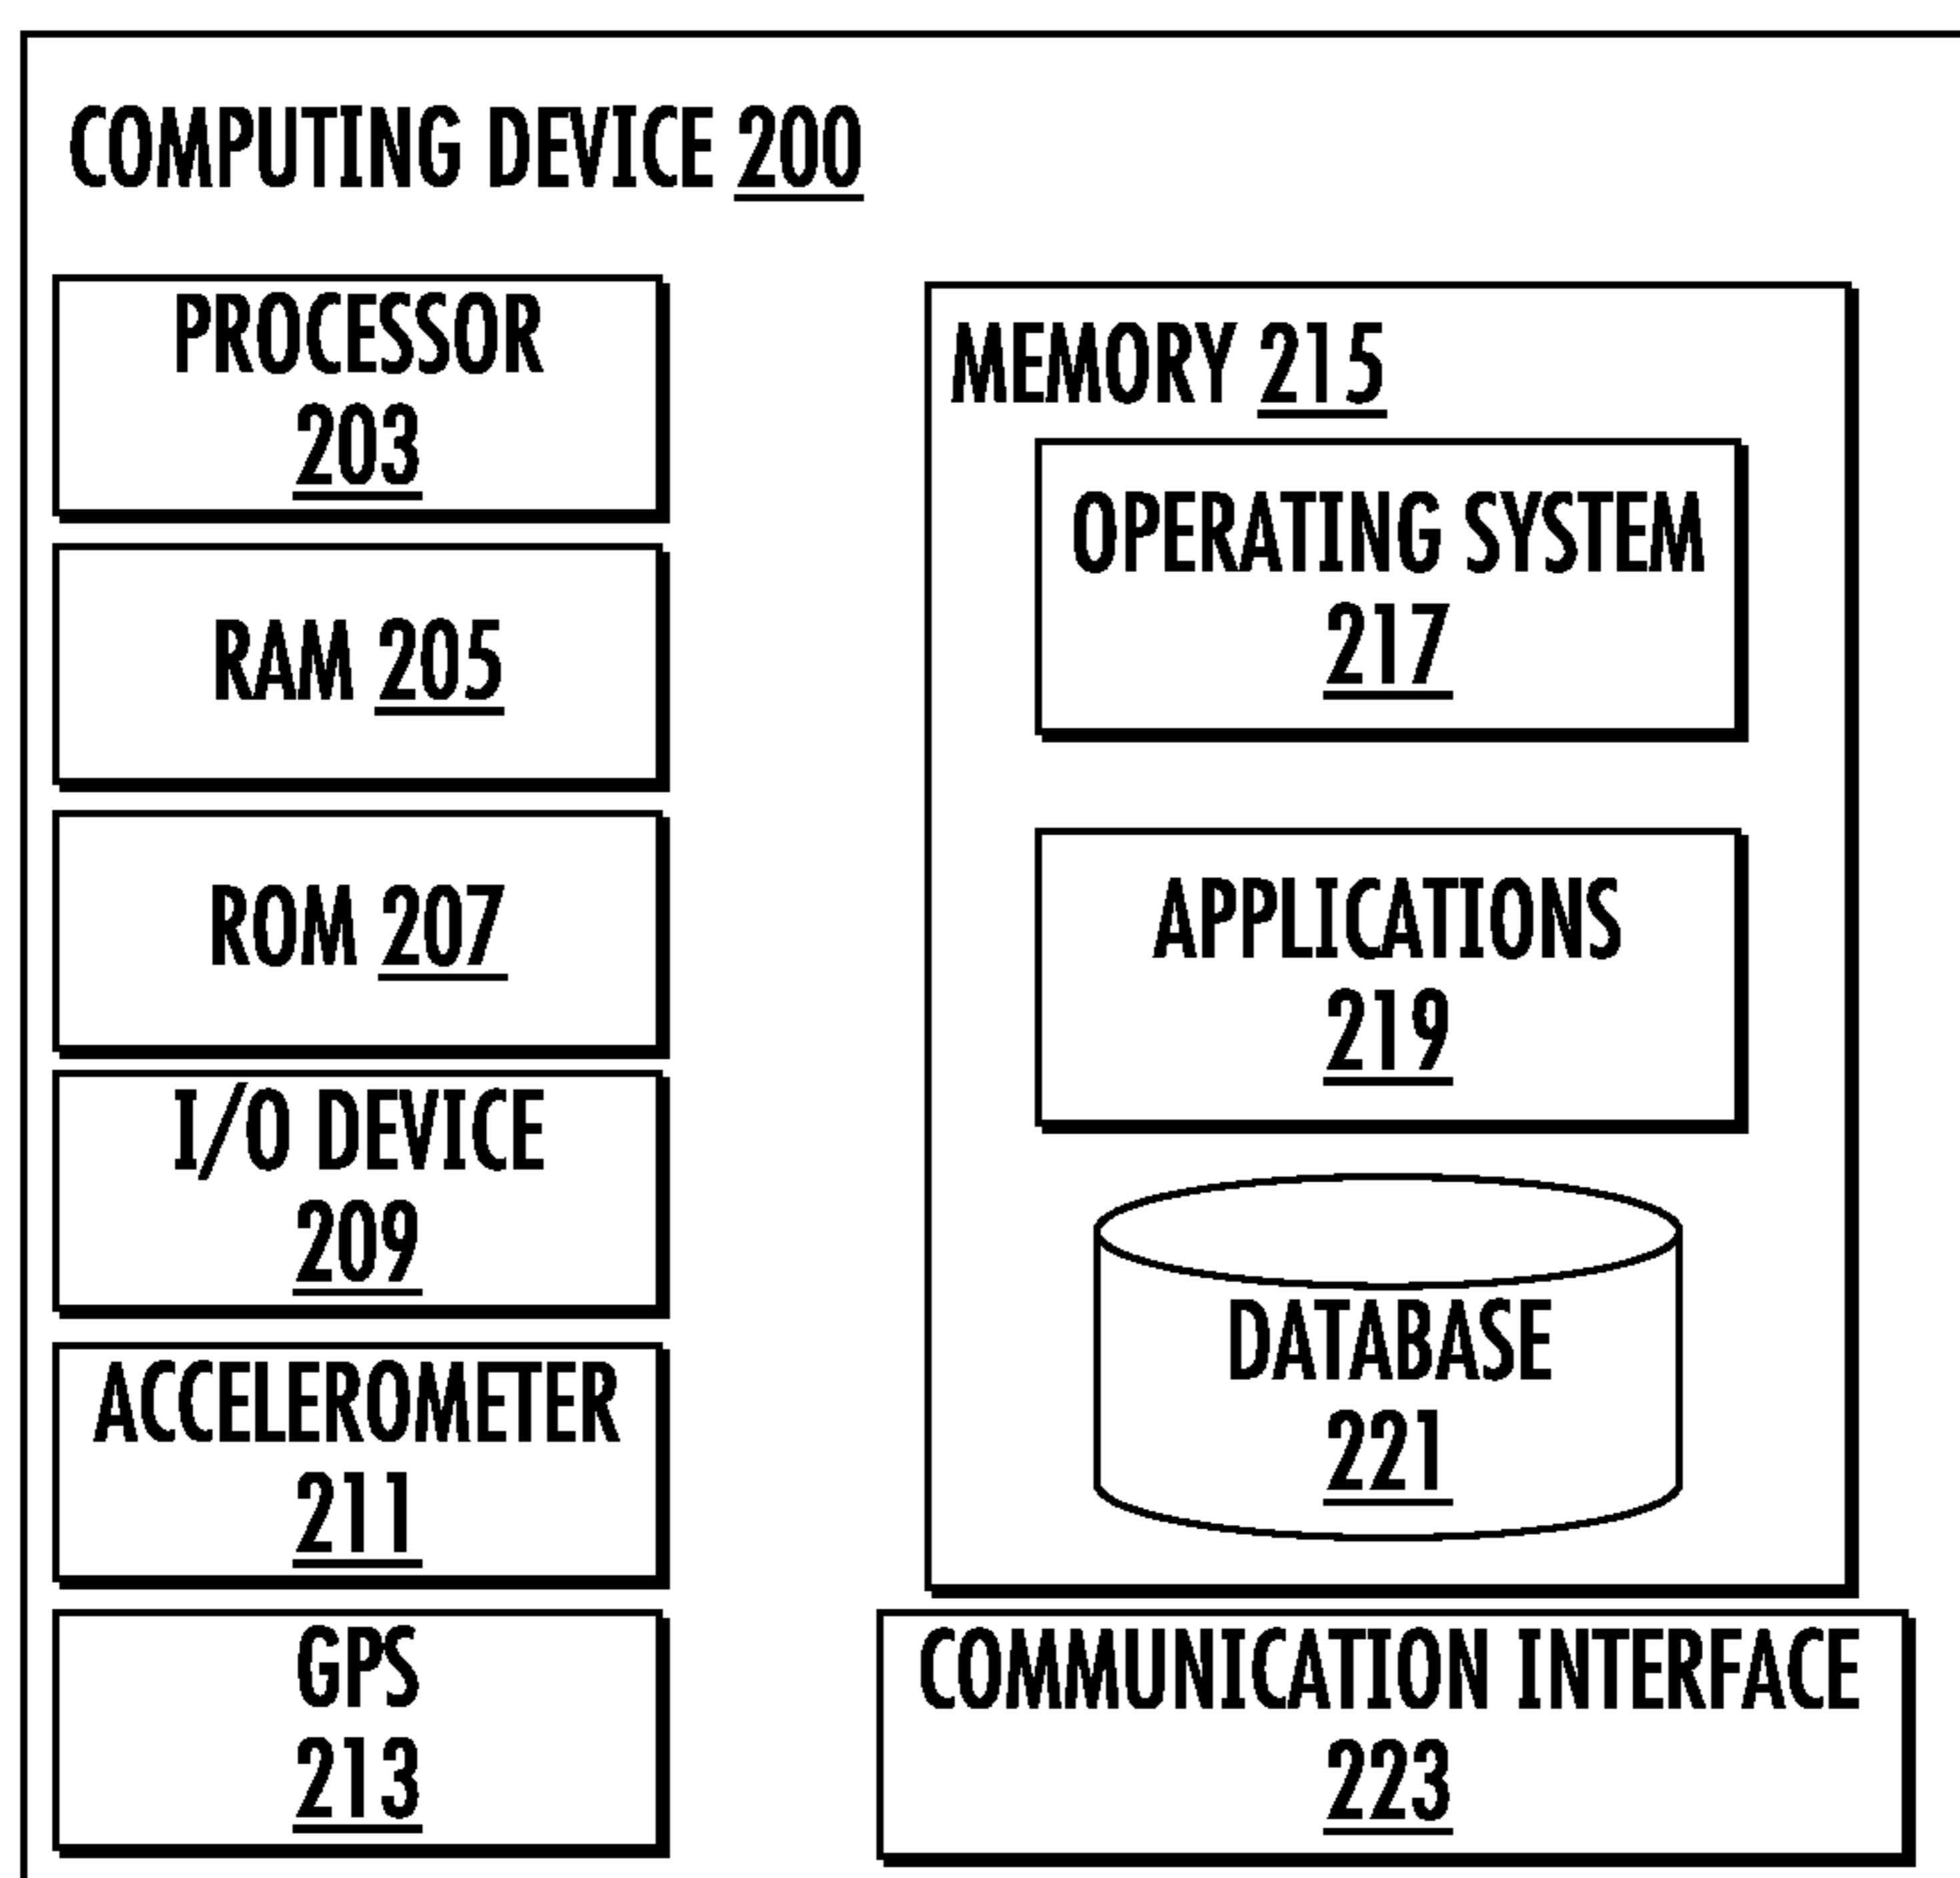 COMPUTING DEVICE 200
PROCESSOR
203
RAM 205
ROM 207
I/O DEVICE
209
ACCELEROMETER
211
GPS
213
MEMORY 215
OPERATING SYSTEM
217
APPLICATIONS
219
DATABASE
221
COMMUNICATION INTERFACE
223